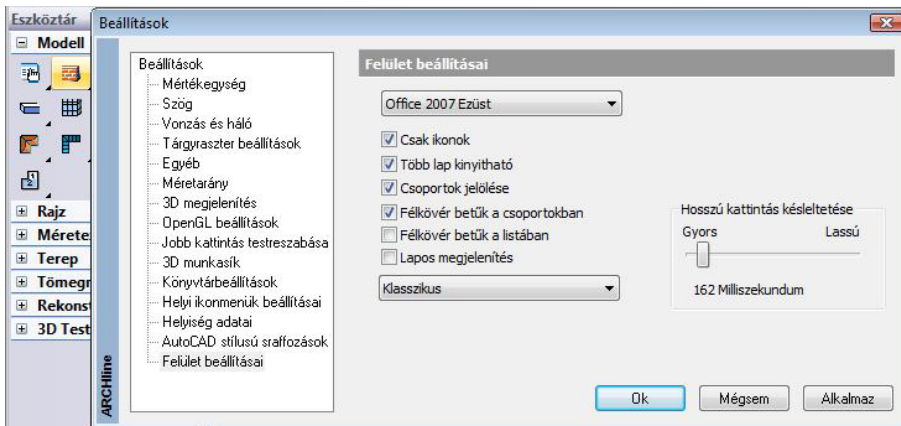 Eszköztár
Modell
Rajz
Mérete
Terep
Tömegr
Rekonst
3D Test
Beállítások
ARCHline
Beállítások
Mértékegység
Szög
Vonzás és háló
Tárgyraszter beállítások
Egyéb
Méretarány
3D megjelenítés
OpenGL beállítások
Jobb kattintás testreszabása
3D munkasík
Könyvtárbeállítások
Helyi ikonmenük beállításai
Helyiség adatai
AutoCAD stílusú sraffozások
Felület beállításai
Felület beállításai
Office 2007 Ezüst
Csak ikonok
Több lap kinyitható
Csoportok jelölése
Félkövér betűk a csoportokban
Félkövér betűk a listában
Lapos megjelenítés
Klasszikus
Hosszú kattintás késleltetése
Gyors Lassú
162 Milliszekundum
Ok Mégsem Alkalmaz